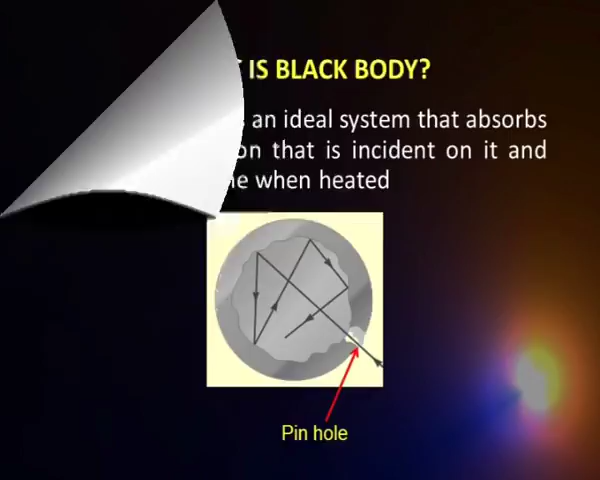 IS BLACK BODY?
an ideal system that absorbs
on that is incident on it and
when heated
Pin hole